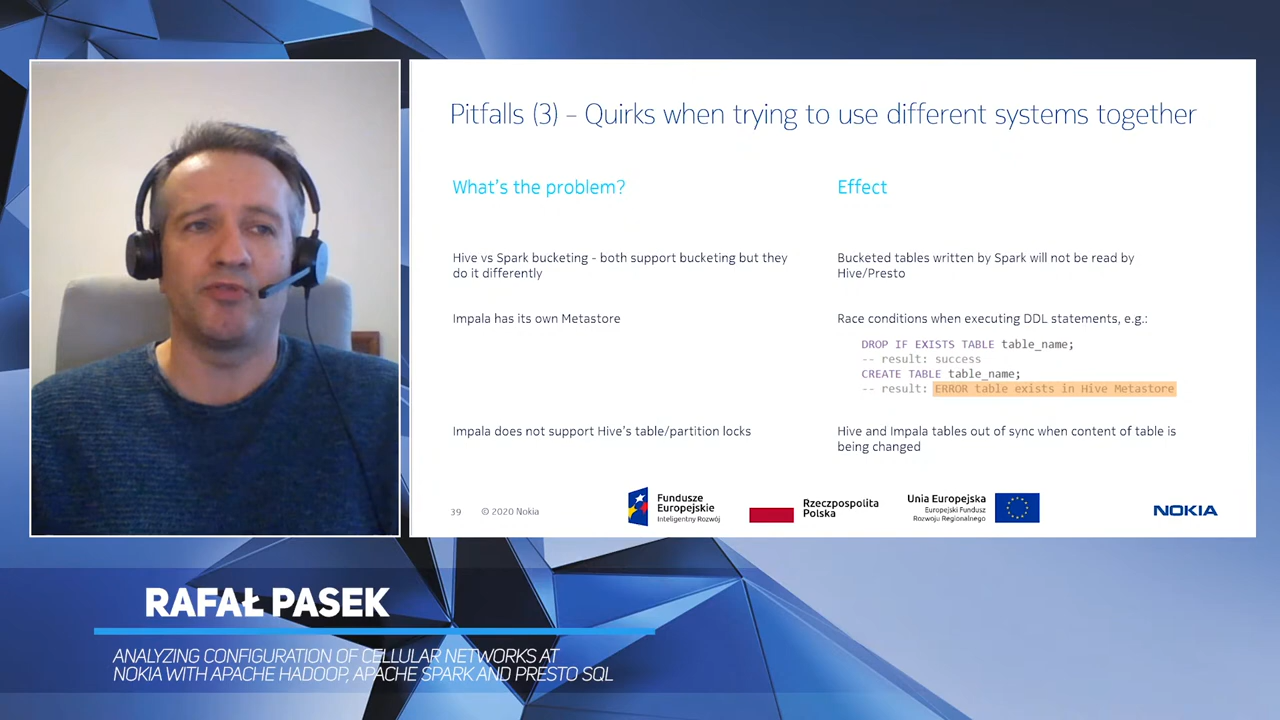 Pitfalls (3) – Quirks when trying to use different systems together
What's the problem?
Effect
Hive vs Spark bucketing - both support bucketing but they
do it differently
Bucketed tables written by Spark will not be read by
Hive/Presto
Impala has its own Metastore
Race conditions when executing DDL statements, e.g.:
DROP IF EXISTS TABLE table_name;
-- result: success
CREATE TABLE table_name;
-- result: ERROR table exists in Hive Metastore
Impala does not support Hive's table/partition locks
Hive and Impala tables out of sync when content of table is
being changed
39 © 2020 Nokia
Fundusze
Europejskie
Inteligentny Rozwój
Rzeczpospolita
Polska
Unia Europejska
Europejski Fundusz
Rozwoju Regionalnego
NOKIA
RAFAŁ PASEK
ANALYZING CONFIGURATION OF CELLULAR NETWORKS AT
NOKIA WITH APACHE HADOOP, APACHE SPARK AND PRESTO SQL